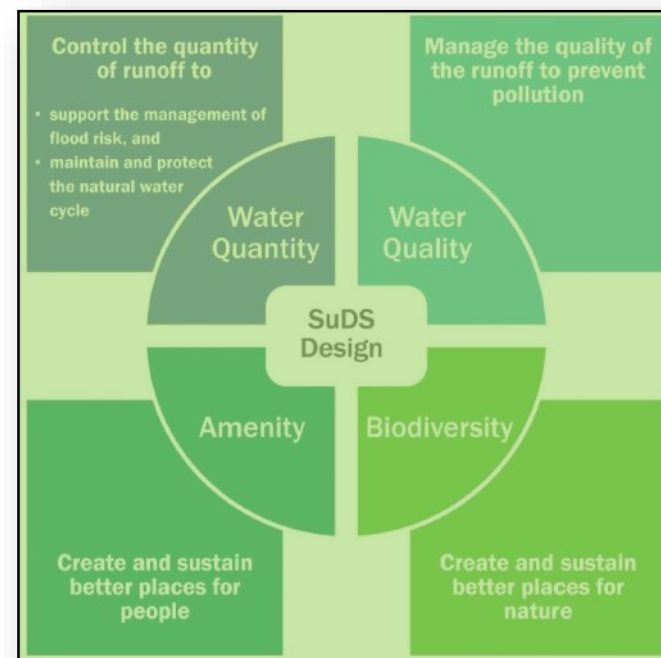 Control the quantity
of runoff to
• support the management of
flood risk, and
• maintain and protect
the natural water
cycle
Manage the quality of
the runoff to prevent
pollution
Water
Quantity
Water
Quality
SuDS
Design
Amenity
Biodiversity
Create and sustain
better places for
people
Create and sustain
better places for
nature